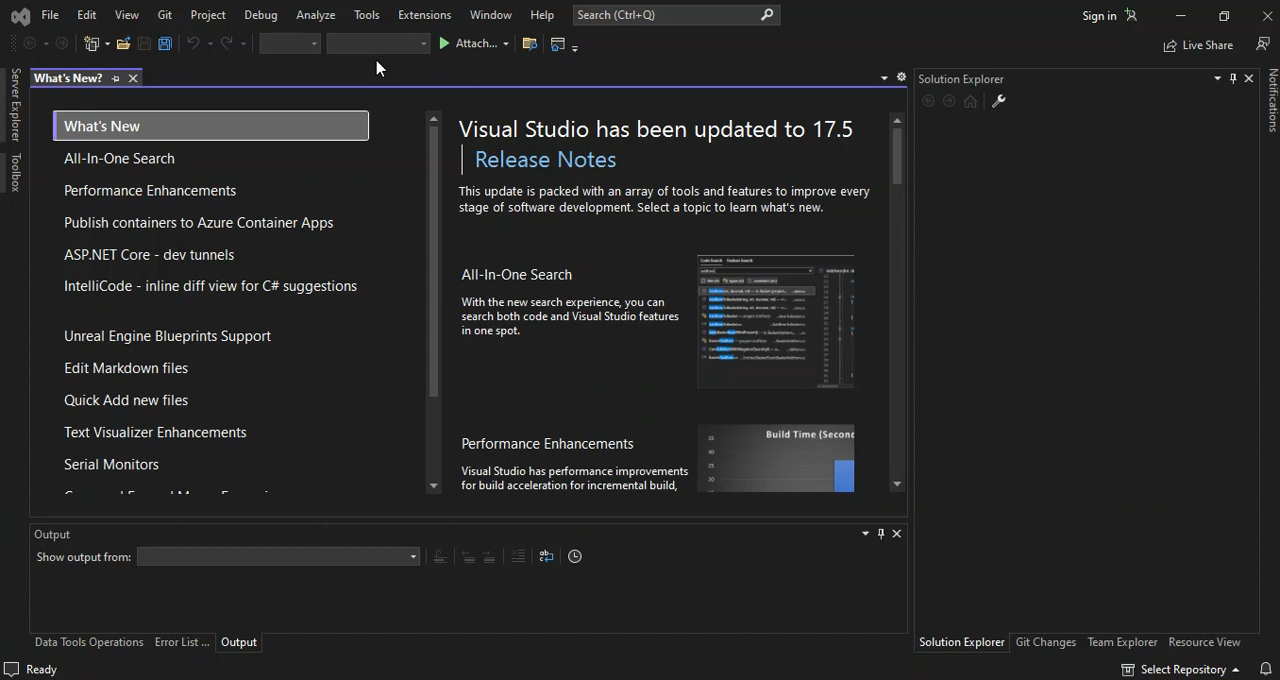 File Edit View Git Project Debug Analyze Tools Extensions Window Help Search (Ctrl+Q) Sign in
Attach... Live Share
Server Explorer
Toolbox
What's New?
What's New
All-In-One Search
Performance Enhancements
Publish containers to Azure Container Apps
ASP.NET Core - dev tunnels
IntelliCode - inline diff view for C# suggestions
Unreal Engine Blueprints Support
Edit Markdown files
Quick Add new files
Text Visualizer Enhancements
Serial Monitors
Visual Studio has been updated to 17.5
Release Notes
This update is packed with an array of tools and features to improve every
stage of software development. Select a topic to learn what's new.
All-In-One Search
With the new search experience, you can
search both code and Visual Studio features
in one spot.
Performance Enhancements
Visual Studio has performance improvements
for build acceleration for incremental build,
Build Time (Second
Solution Explorer
Notifications
Output
Show output from:
Data Tools Operations Error List ... Output
Solution Explorer Git Changes Team Explorer Resource View
Ready
Select Repository